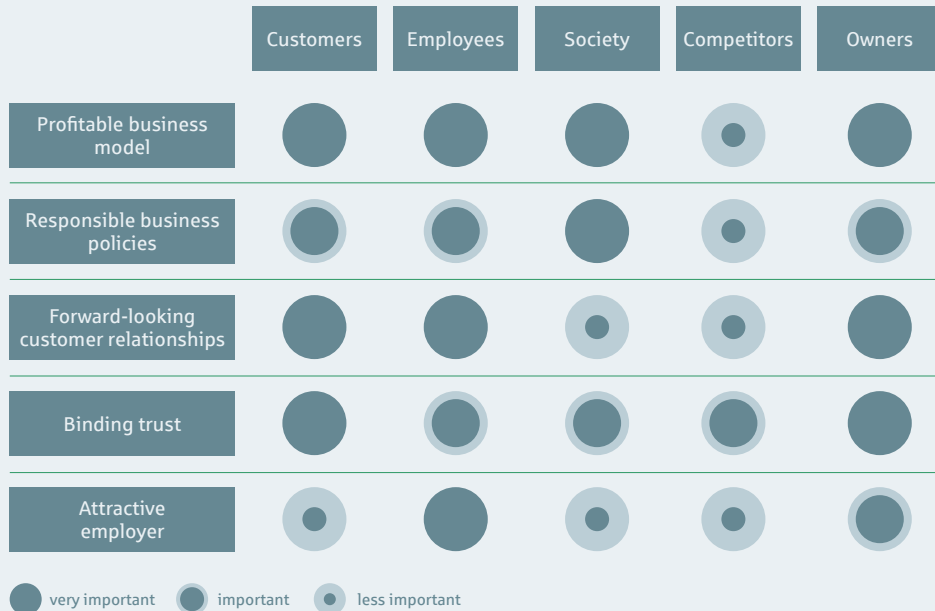 Customers
Employees
Society
Competitors
Owners
Profitable business
model
Responsible business
policies
Forward-looking
customer relationships
Binding trust
Attractive
employer
very important
important
less important